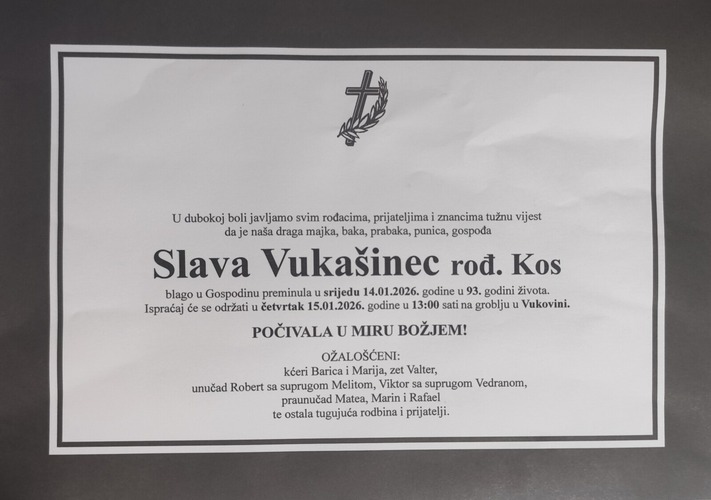 U dubokoj boli javljamo svim rođacima, prijateljima i znancima tužnu vijest
da je naša draga majka, baka, prabaka, punica, gospođa
Slava Vukašinec rođ. Kos
blago u Gospodinu preminula u srijedu 14.01.2026. godine u 93. godini života.
Ispraćaj će se održati u četvrtak 15.01.2026. godine u 13:00 sati na groblju u Vukovini.
POČIVALA U MIRU BOŽJEM!
OŽALOŠĆENI:
kćeri Barica i Marija, zet Valter,
unučad Robert sa suprugom Melitom, Viktor sa suprugom Vedranom,
praunučad Matea, Marin i Rafael
te ostala tugujuća rodbina i prijatelji.